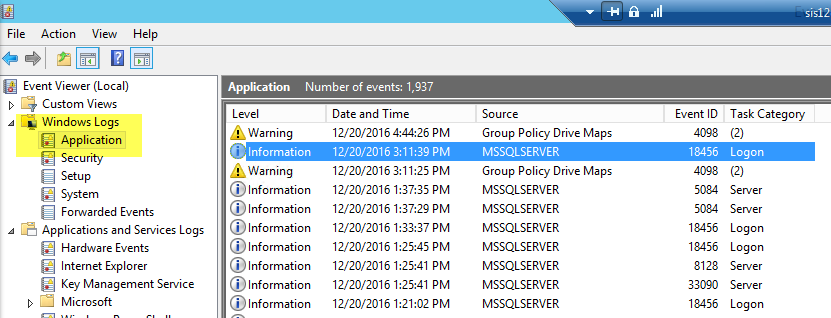 sis12
File Action View Help
Event Viewer (Local)
Custom Views
Windows Logs
Application
Security
Setup
System
Forwarded Events
Applications and Services Logs
Hardware Events
Internet Explorer
Key Management Service
Microsoft
Application Number of events: 1,937
Level Date and Time Source Event ID Task Category
Warning 12/20/2016 4:44:26 PM Group Policy Drive Maps 4098 (2)
Information 12/20/2016 3:11:39 PM MSSQLSERVER 18456 Logon
Warning 12/20/2016 3:11:25 PM Group Policy Drive Maps 4098 (2)
Information 12/20/2016 1:37:35 PM MSSQLSERVER 5084 Server
Information 12/20/2016 1:37:29 PM MSSQLSERVER 5084 Server
Information 12/20/2016 1:33:37 PM MSSQLSERVER 18456 Logon
Information 12/20/2016 1:25:45 PM MSSQLSERVER 18456 Logon
Information 12/20/2016 1:25:41 PM MSSQLSERVER 8128 Server
Information 12/20/2016 1:25:41 PM MSSQLSERVER 33090 Server
Information 12/20/2016 1:21:02 PM MSSQLSERVER 18456 Logon